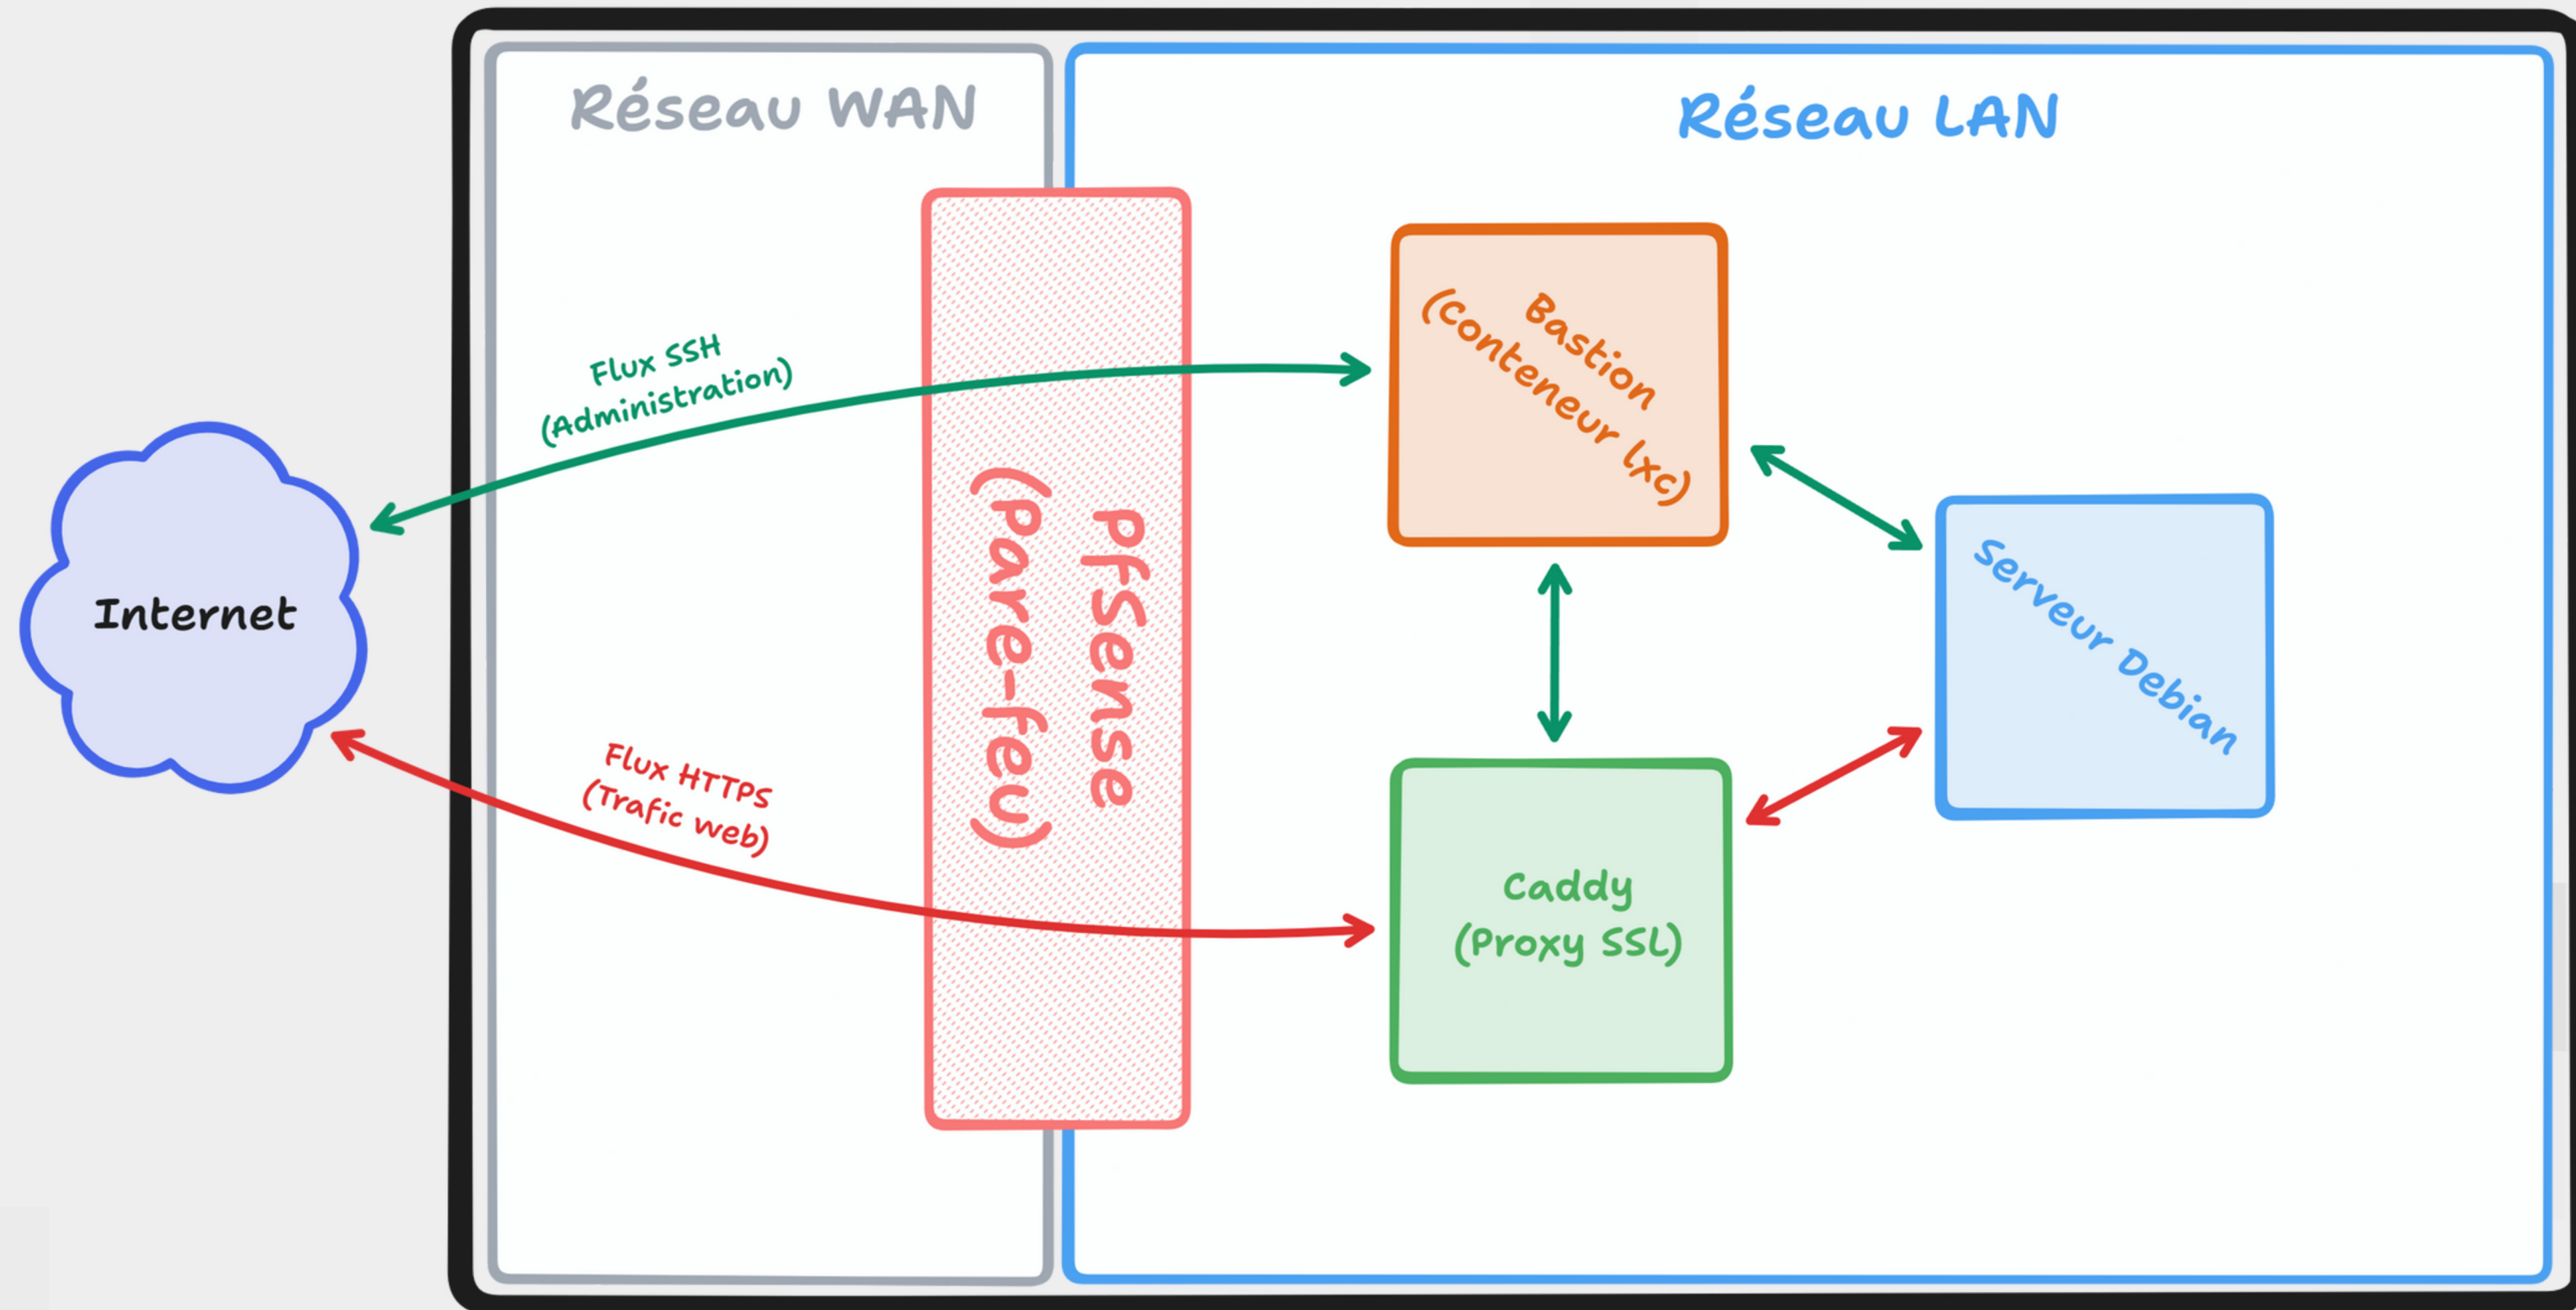 Réseau WAN
Réseau LAN
Flux SSH
(Administration)
Internet
Flux HTTPS
(Trafic web)
pfsense
(Pare-feu)
Bastion
(Conteneur lxc)
Serveur Debian
Caddy
(Proxy SSL)